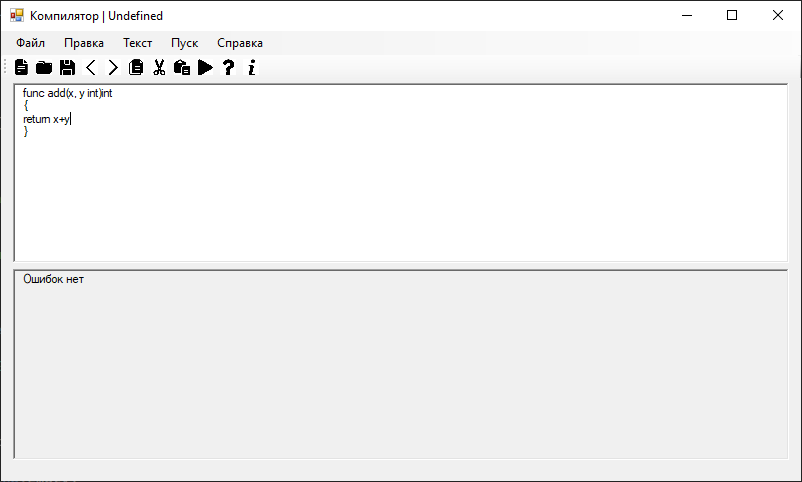 Компилятор | Undefined
Файл Правка Текст Пуск Справка
func add(x, y int)int
{
return x+y
}
Ошибок нет